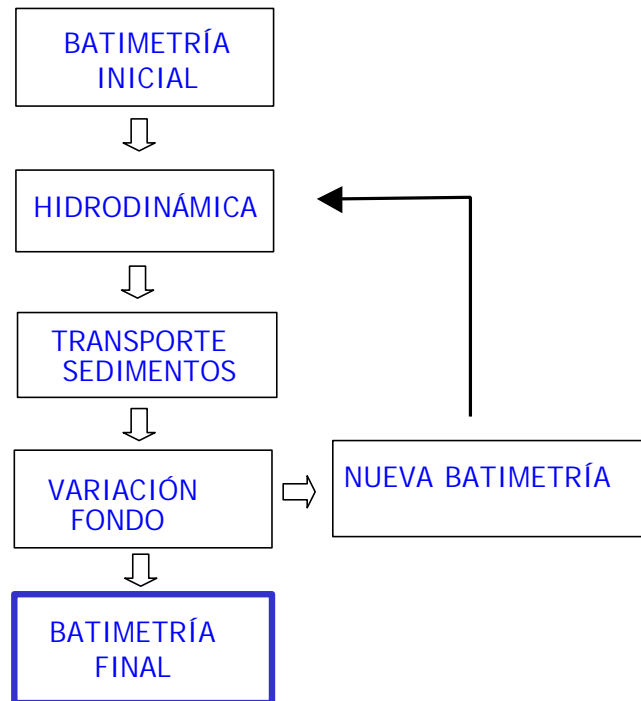 BATIMETRÍA
INICIAL
HIDRODINÁMICA
TRANSPORTE
SEDIMENTOS
VARIACIÓN
FONDO
NUEVA BATIMETRÍA
BATIMETRÍA
FINAL